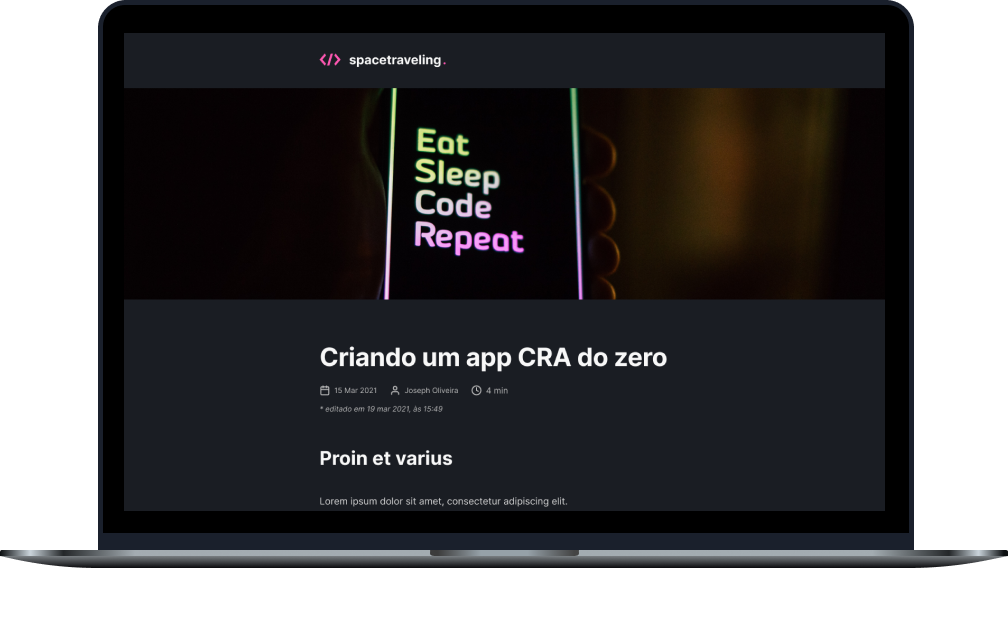 </> spacetraveling.
Eat
Sleep
Code
Repeat
Criando um app CRA do zero
15 Mar 2021 Joseph Oliveira 4 min
* editado em 19 mar 2021, às 15:49
Proin et varius
Lorem ipsum dolor sit amet, consectetur adipiscing elit.